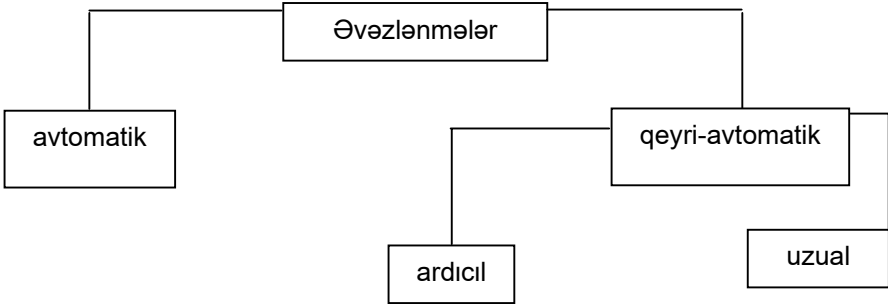 Əvəzlənmələr
avtomatik
qeyri-avtomatik
ardıcıl
uzual